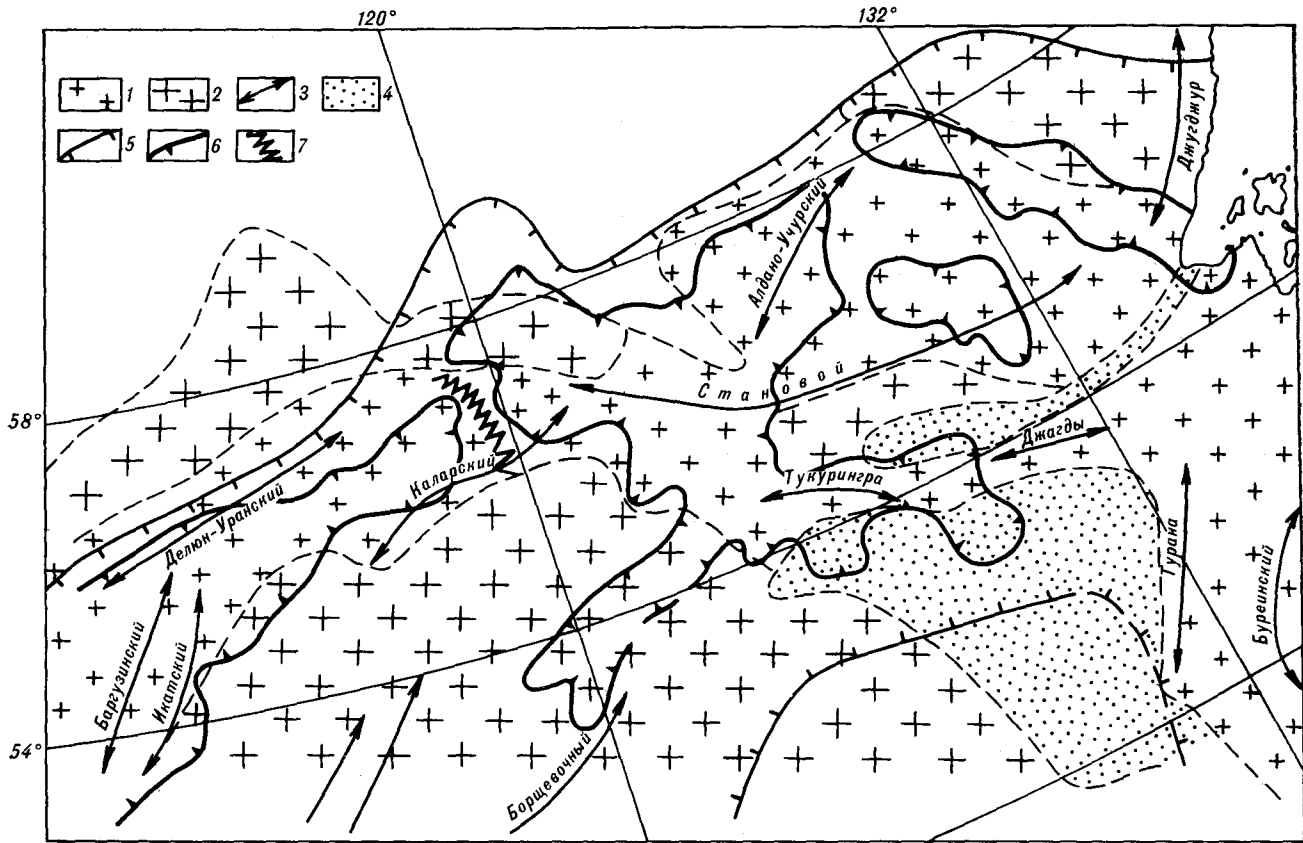 120°
132°
1
2
3
4
5
6
7
Джугджур
Алдано-Учурский
Становой
58°
Джагды
Каларский
Тукурингра
Делюн-Уранский
Турана
Буреинский
Баргузинский
Икатский
54°
Борщевочный